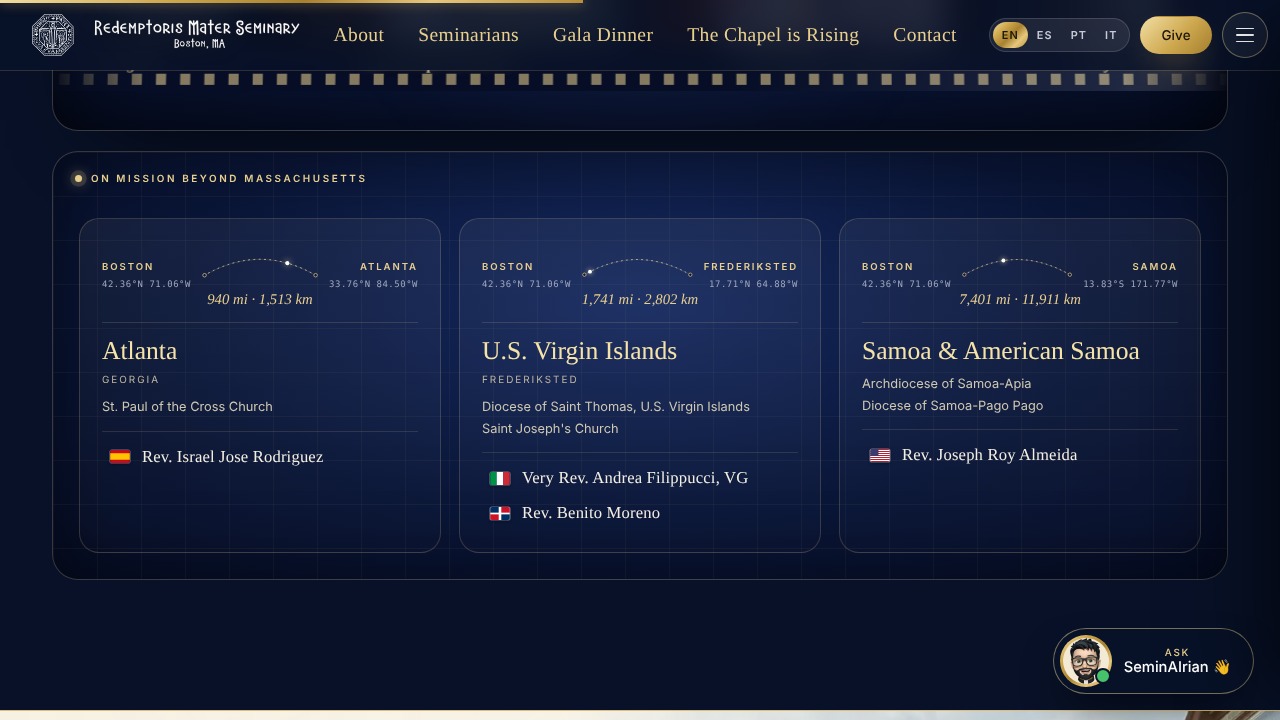 Redemptoris Mater Seminary
Boston, MA
About
Seminarians
Gala Dinner
The Chapel is Rising
Contact
EN
ES
PT
IT
Give
ON MISSION BEYOND MASSACHUSETTS
BOSTON
42.36°N 71.06°W
ATLANTA
33.76°N 84.50°W
940 mi · 1,513 km
Atlanta
GEORGIA
St. Paul of the Cross Church
Rev. Israel Jose Rodriguez
BOSTON
42.36°N 71.06°W
FREDERIKSTED
17.71°N 64.88°W
1,741 mi · 2,802 km
U.S. Virgin Islands
FREDERIKSTED
Diocese of Saint Thomas, U.S. Virgin Islands
Saint Joseph's Church
Very Rev. Andrea Filippucci, VG
Rev. Benito Moreno
BOSTON
42.36°N 71.06°W
SAMOA
13.83°S 171.77°W
7,401 mi · 11,911 km
Samoa & American Samoa
Archdiocese of Samoa-Apia
Diocese of Samoa-Pago Pago
Rev. Joseph Roy Almeida
ASK
SeminAIrian 👋